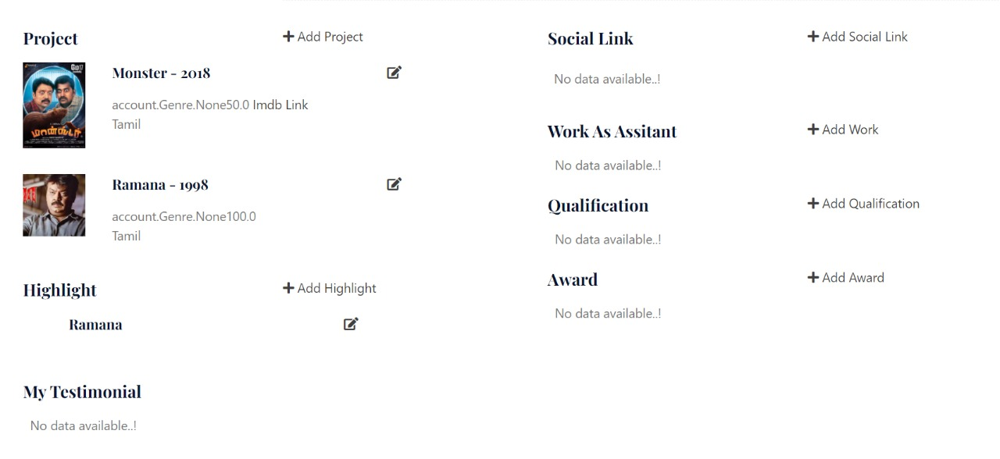 Project
+ Add Project
மே 17
மான்ஸ்டர்
Monster - 2018
account.Genre.None50.0 Imdb Link
Tamil
Ramana - 1998
account.Genre.None100.0
Tamil
Highlight
+ Add Highlight
Ramana
My Testimonial
No data available..!
Social Link
+ Add Social Link
No data available..!
Work As Assitant
+ Add Work
No data available..!
Qualification
+ Add Qualification
No data available..!
Award
+ Add Award
No data available..!